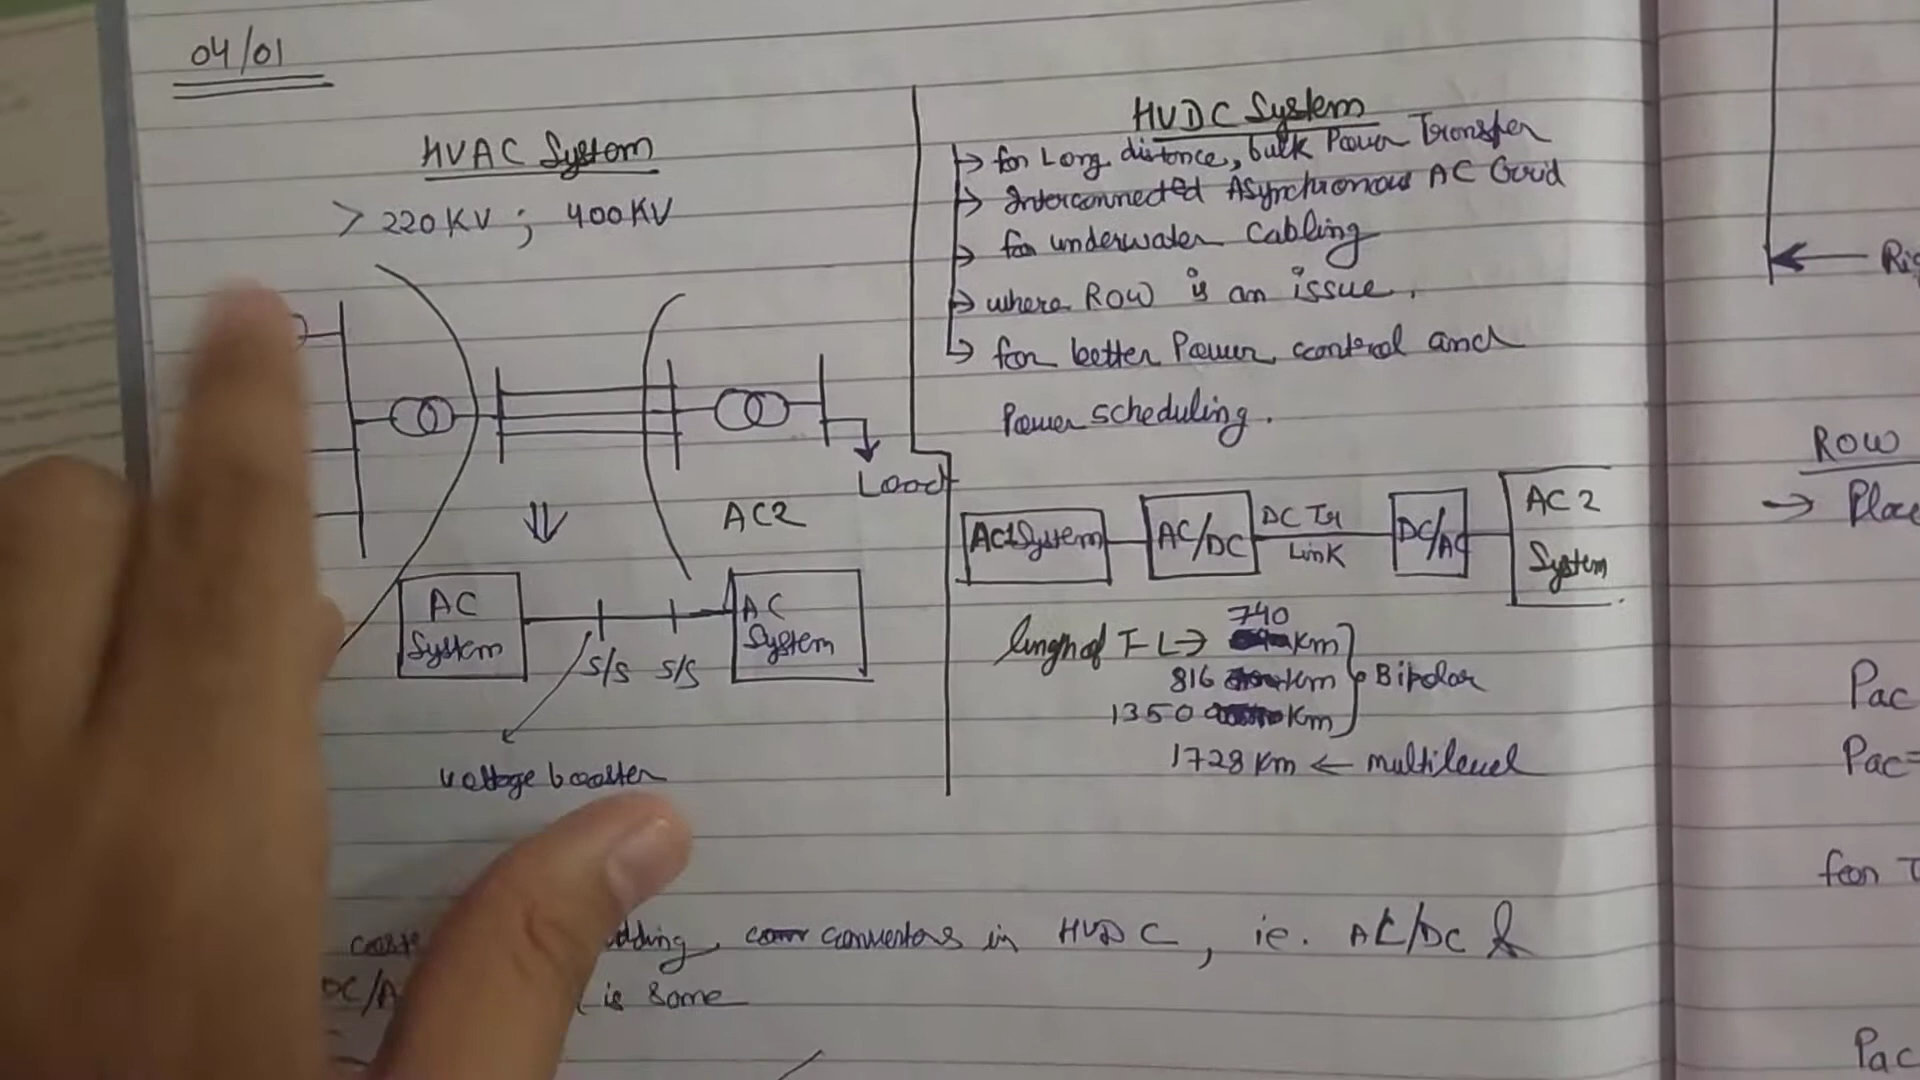 04/01
HVAC System
> 220 KV ; 400 KV
Load
AC2
AC
System
S/S S/S
AC
System
voltage booster
HVDC System
→ for Long distance, bulk Power Transfer
→ Interconnected Asynchronous AC Grid
→ for underwater Cabling
→ where ROW is an issue.
→ for better Power control and
Power scheduling.
AC1 System
AC/DC
DC Tr
Link
DC/AC
AC 2
System
lenghof T-L → 740 Km
816 Km
1350 Km
Bipolar
1728 Km ← multilevel
convertors in HVDC, ie. AC/DC &
DC/A is same
ROW
→
Pac
Pac=
Pac